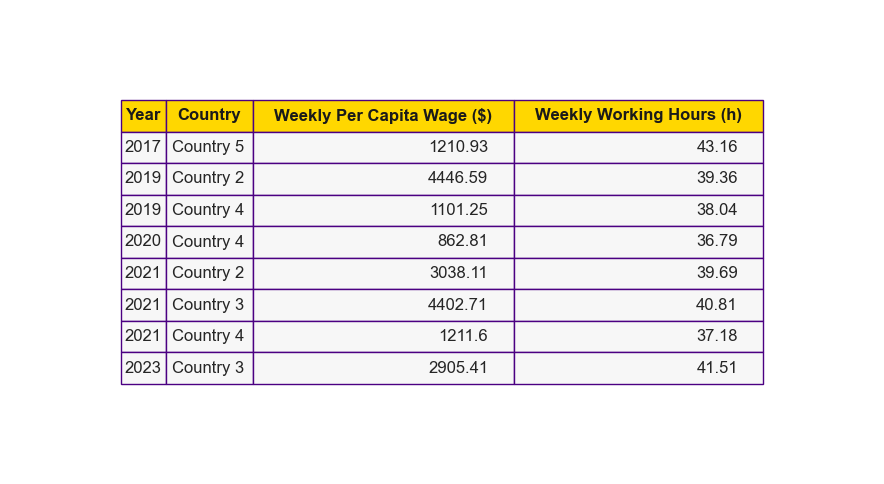 Year Country Weekly Per Capita Wage ($) Weekly Working Hours (h)
2017 Country 5 1210.93 43.16
2019 Country 2 4446.59 39.36
2019 Country 4 1101.25 38.04
2020 Country 4 862.81 36.79
2021 Country 2 3038.11 39.69
2021 Country 3 4402.71 40.81
2021 Country 4 1211.6 37.18
2023 Country 3 2905.41 41.51